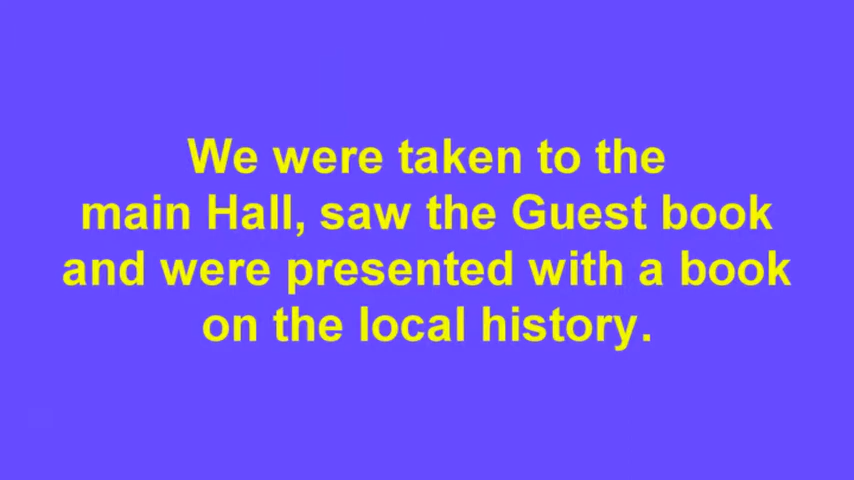 We were taken to the
main Hall, saw the Guest book
and were presented with a book
on the local history.